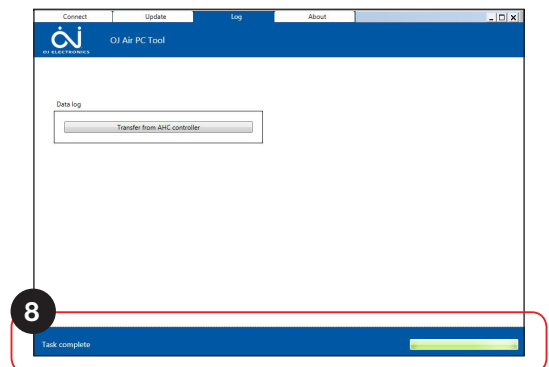 Connect Update Log About
OJ ELECTRONICS
OJ Air PC Tool
Data log
Transfer from AHC controller
8
Task complete